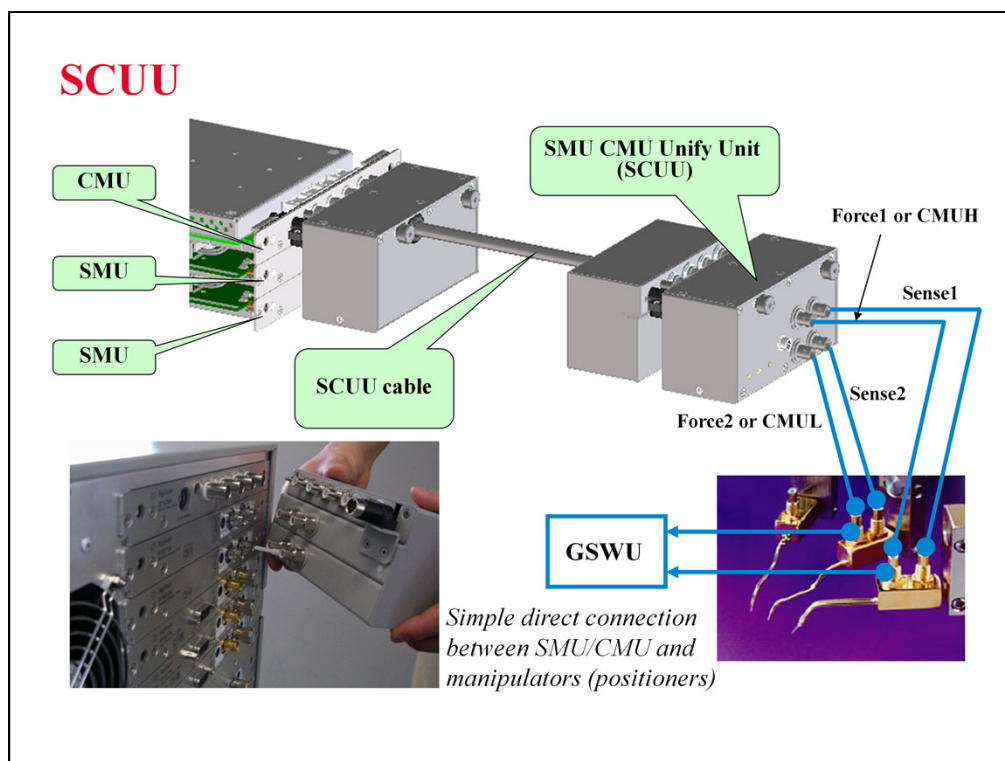 SCUU
CMU
SMU
SMU
SMU CMU Unify Unit
(SCUU)
Force1 or CMUH
Sense1
SCUU cable
Sense2
Force2 or CMUL
GSWU
Simple direct connection
between SMU/CMU and
manipulators (positioners)